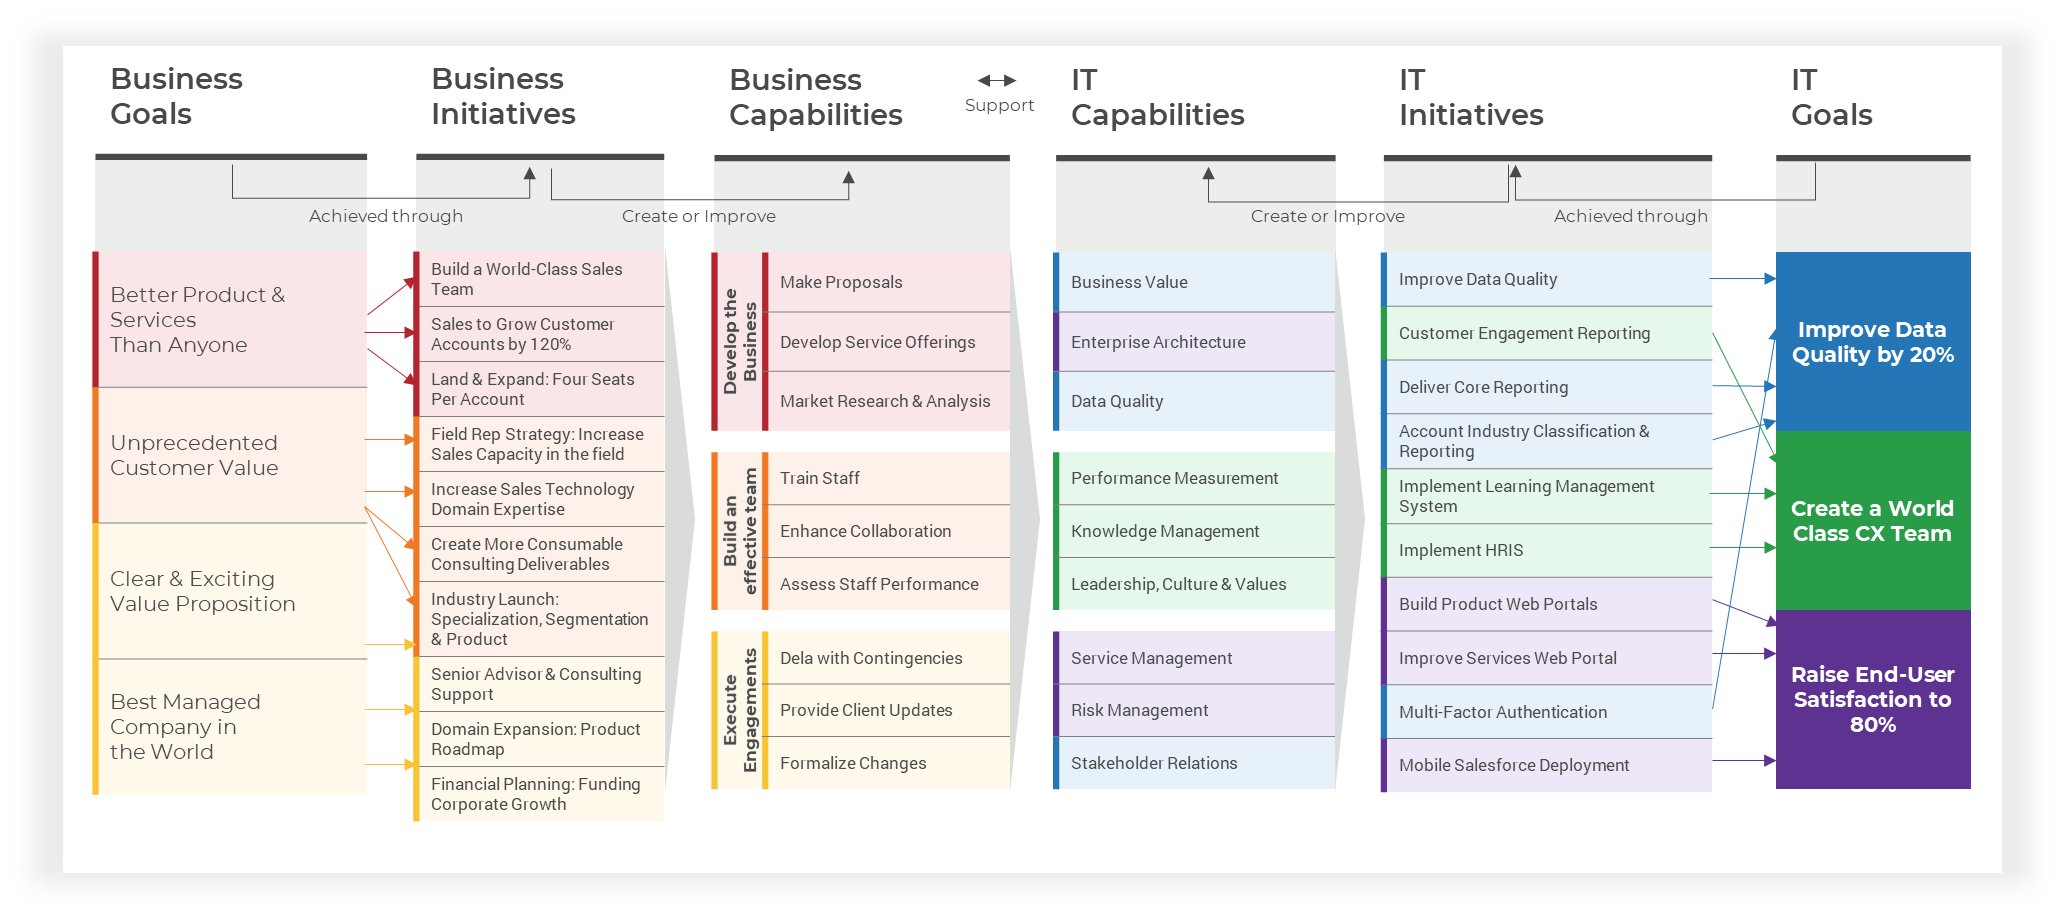 Business
Goals
Business
Initiatives
Business
Capabilities
Support
IT
Capabilities
IT
Initiatives
IT
Goals
Achieved through
Create or Improve
Create or Improve
Achieved through
Better Product &
Services
Than Anyone
Unprecedented
Customer Value
Clear & Exciting
Value Proposition
Best Managed
Company in
the World
Build a World-Class Sales
Team
Sales to Grow Customer
Accounts by 120%
Land & Expand: Four Seats
Per Account
Field Rep Strategy: Increase
Sales Capacity in the field
Increase Sales Technology
Domain Expertise
Create More Consumable
Consulting Deliverables
Industry Launch:
Specialization, Segmentation
& Product
Senior Advisor & Consulting
Support
Domain Expansion: Product
Roadmap
Financial Planning: Funding
Corporate Growth
Develop the
Business
Make Proposals
Develop Service Offerings
Market Research & Analysis
Build an
effective team
Train Staff
Enhance Collaboration
Assess Staff Performance
Execute
Engagements
Dela with Contingencies
Provide Client Updates
Formalize Changes
Business Value
Enterprise Architecture
Data Quality
Performance Measurement
Knowledge Management
Leadership, Culture & Values
Service Management
Risk Management
Stakeholder Relations
Improve Data Quality
Customer Engagement Reporting
Deliver Core Reporting
Account Industry Classification &
Reporting
Implement Learning Management
System
Implement HRIS
Build Product Web Portals
Improve Services Web Portal
Multi-Factor Authentication
Mobile Salesforce Deployment
Improve Data
Quality by 20%
Create a World
Class CX Team
Raise End-User
Satisfaction to
80%